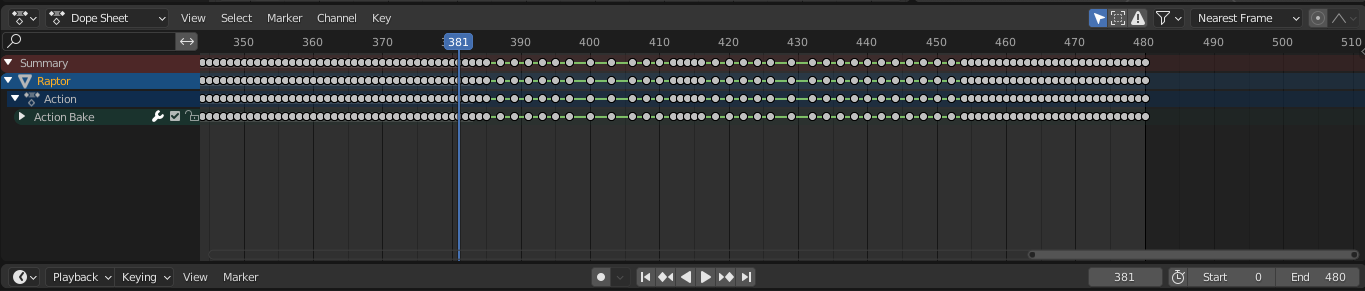 Dope Sheet View Select Marker Channel Key Nearest Frame
350 360 370 381 390 400 410 420 430 440 450 460 470 480 490 500 510
Summary
Raptor
Action
Action Bake
Playback Keying View Marker 381 Start 0 End 480